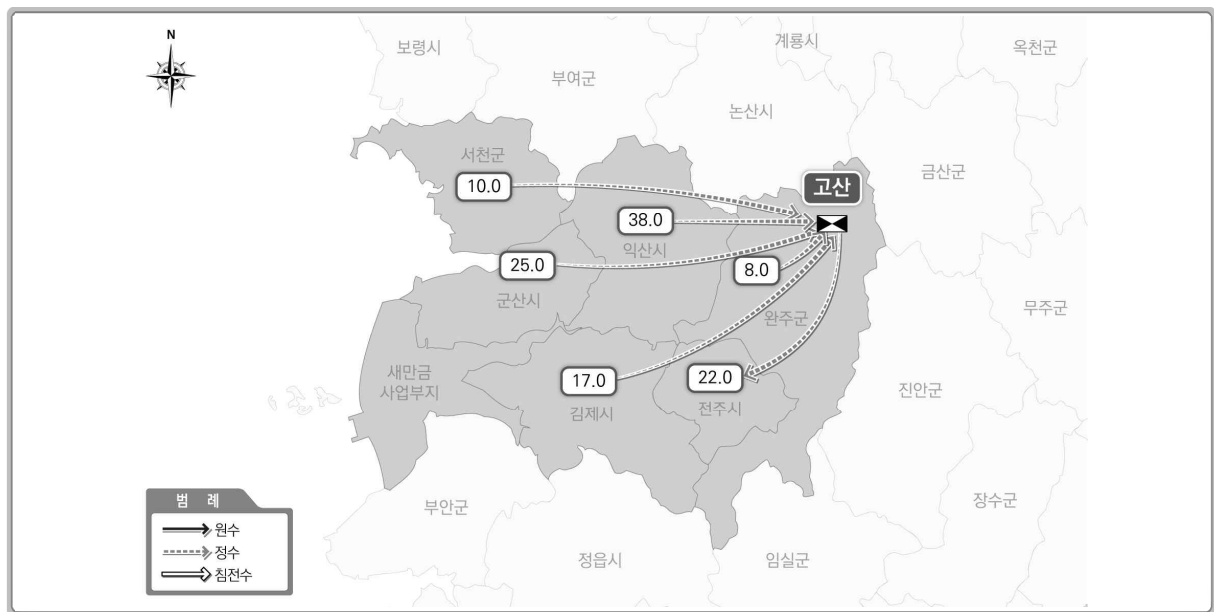 N
보령시
부여군
계룡시
옥천군
논산시
서천군
금산군
10.0
고산
38.0
익산시
25.0
8.0
군산시
완주군
무주군
새만금
사업부지
17.0
22.0
김제시
전주시
진안군
범 례
원수
정수
침전수
부안군
정읍시
임실군
장수군